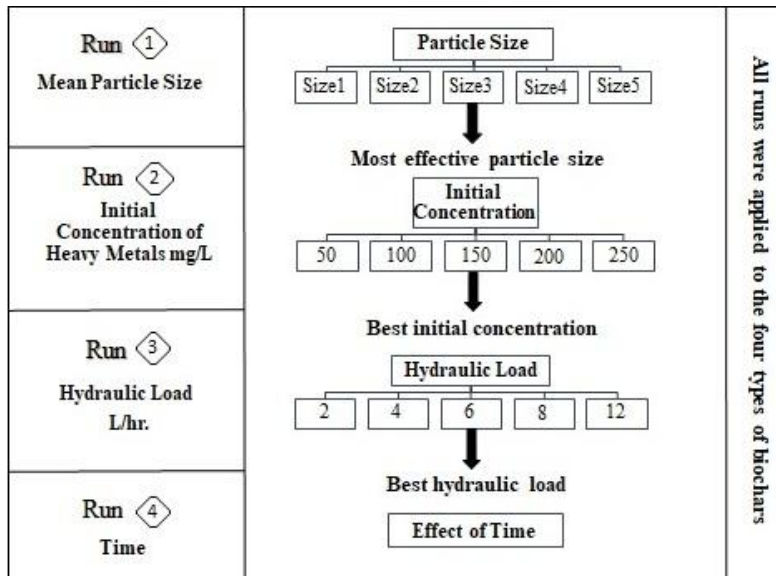 Run 1
Mean Particle Size
Particle Size
Size1 Size2 Size3 Size4 Size5
Most effective particle size
Run 2
Initial
Concentration of
Heavy Metals mg/L
Initial
Concentration
50 100 150 200 250
Best initial concentration
Run 3
Hydraulic Load
L/hr.
Hydraulic Load
2 4 6 8 12
Best hydraulic load
Run 4
Time
Effect of Time
All runs were applied to the four types of biochars